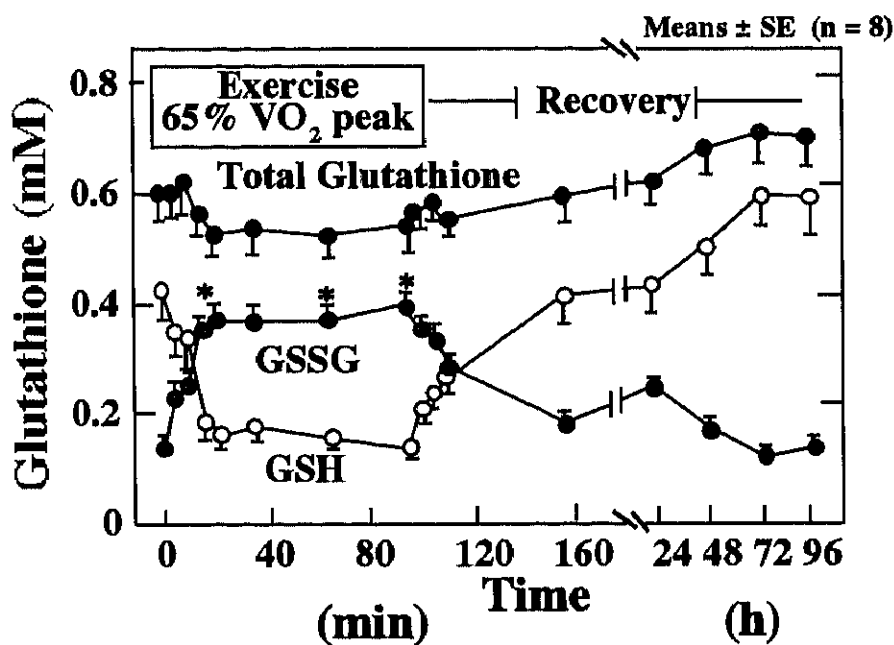 Means ± SE (n = 8)
0.8
Exercise
65% VO2 peak
Recovery
Total Glutathione
0.6
Glutathione (mM)
0.4
* * *
GSSG
0.2
GSH
0
0 40 80 120 160 24 48 72 96
Time
(min) (h)